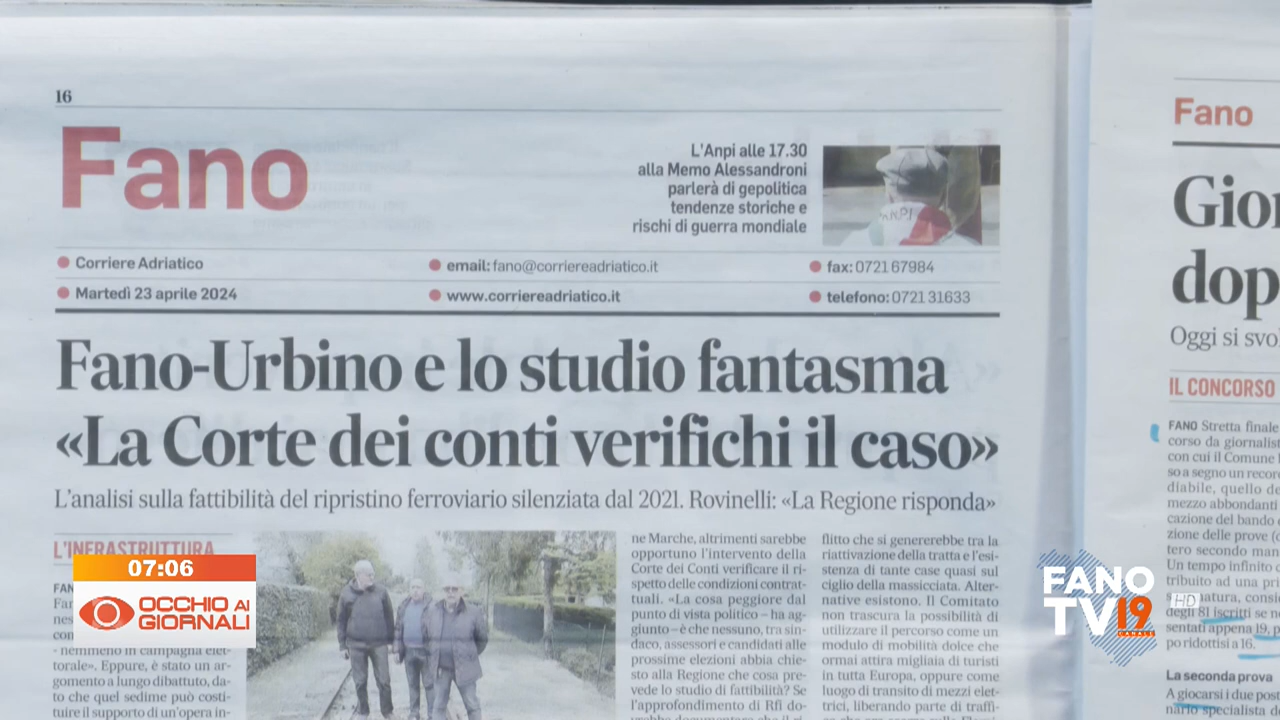 16
Fano
L'Anpi alle 17.30
alla Memo Alessandroni
parlerà di gepolitica
tendenze storiche e
rischi di guerra mondiale
ANPI
Corriere Adriatico
email: fano@corriereadriatico.it
fax: 0721 67984
Martedì 23 aprile 2024
www.corriereadriatico.it
telefono: 0721 31633
Fano-Urbino e lo studio fantasma
«La Corte dei conti verifichi il caso»
L'analisi sulla fattibilità del ripristino ferroviario silenziata dal 2021. Rovinelli: «La Regione risponda»
L'INFRASTRUTTURA
- nemmeno in campagna elet-
torale». Eppure, è stato un ar-
gomento a lungo dibattuto, da-
to che quel sedime può costi-
tuire il supporto di un'opera in-
ne Marche, altrimenti sarebbe
opportuno l'intervento della
Corte dei Conti verificare il ri-
spetto delle condizioni contrat-
tuali. «La cosa peggiore dal
punto di vista politico – ha ag-
giunto – è che nessuno, tra sin-
daco, assessori e candidati alle
prossime elezioni abbia chie-
sto alla Regione che cosa pre-
vede lo studio di fattibilità? Se
l'approfondimento di Rfi do-
flitto che si genererebbe tra la
riattivazione della tratta e l'esi-
stenza di tante case quasi sul
ciglio della massicciata. Alter-
native esistono. Il Comitato
non trascura la possibilità di
utilizzare il percorso come un
modulo di mobilità dolce che
ormai attira migliaia di turisti
in tutta Europa, oppure come
luogo di transito di mezzi elet-
trici, liberando parte di traffi-
Fano
Gior
dop
Oggi si svo
IL CONCORSO
FANO Stretta finale
corso da giornalis
con cui il Comune
so a segno un recor
diabile, quello de
mezzo abbondanti
cazione del bando
zione delle prove (
tero secondo man
Un tempo infinito
tribuito ad una pr
natura, consi
degli 81 iscritti se
sentati appena 19, p
po ridottisi a 16.
La seconda prova
A giocarsi i due post
nario specialista d
07:06
OCCHIO AI
GIORNALI
FANO
TV 19
CANALE
HD